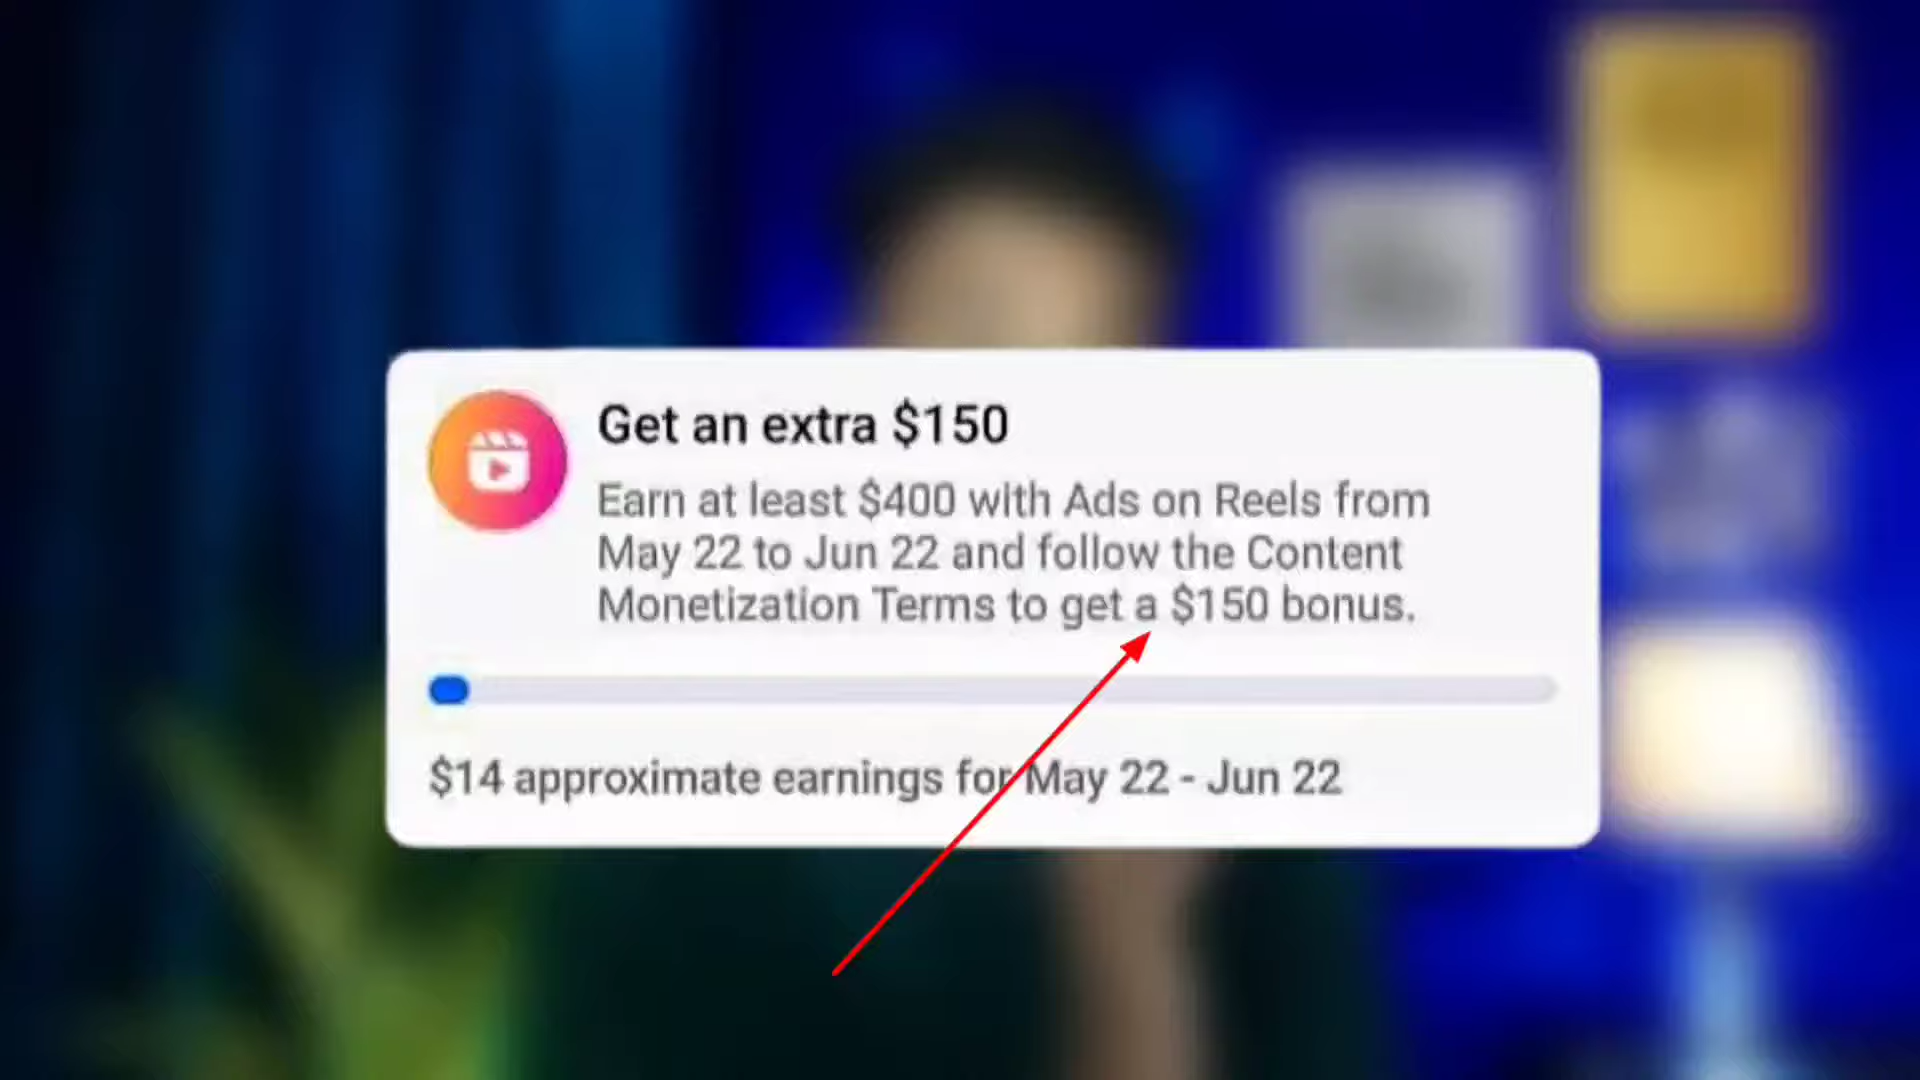 Get an extra $150
Earn at least $400 with Ads on Reels from
May 22 to Jun 22 and follow the Content
Monetization Terms to get a $150 bonus.
$14 approximate earnings for May 22 - Jun 22